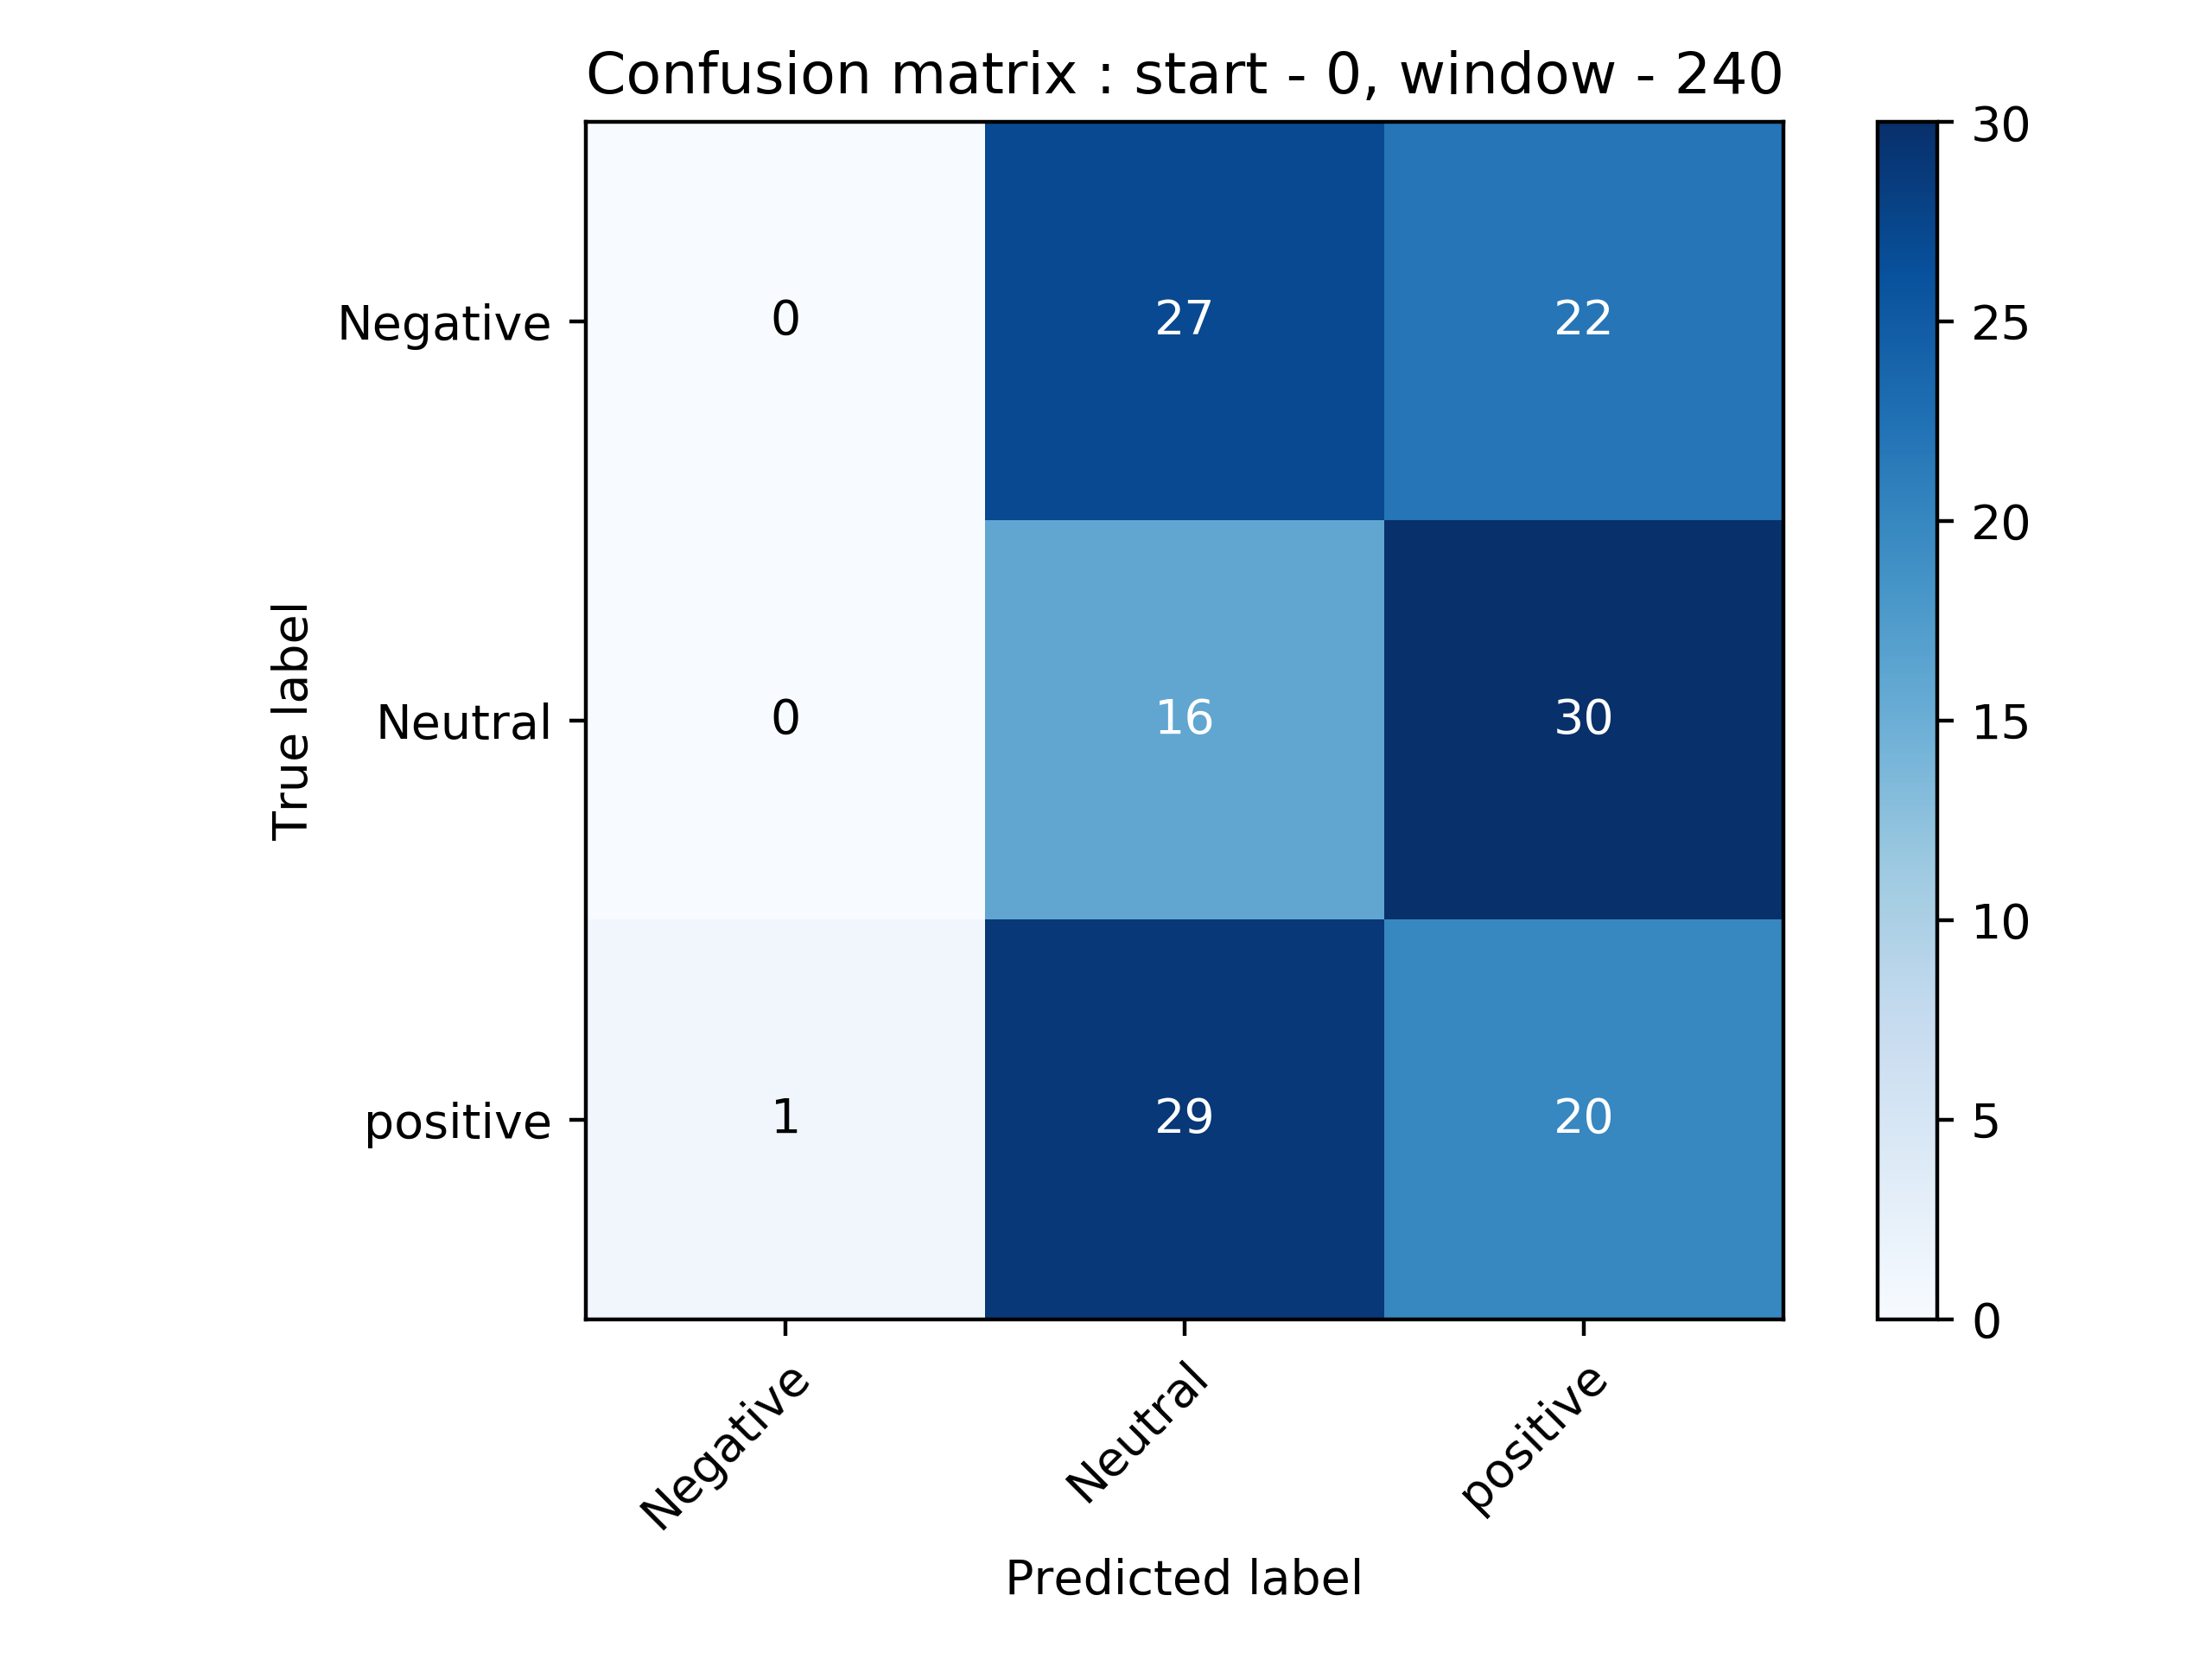 Confusion matrix : start - 0, window - 240
True label
Negative
0
27
22
Neutral
0
16
30
positive
1
29
20
Negative
Neutral
positive
Predicted label
30
25
20
15
10
5
0